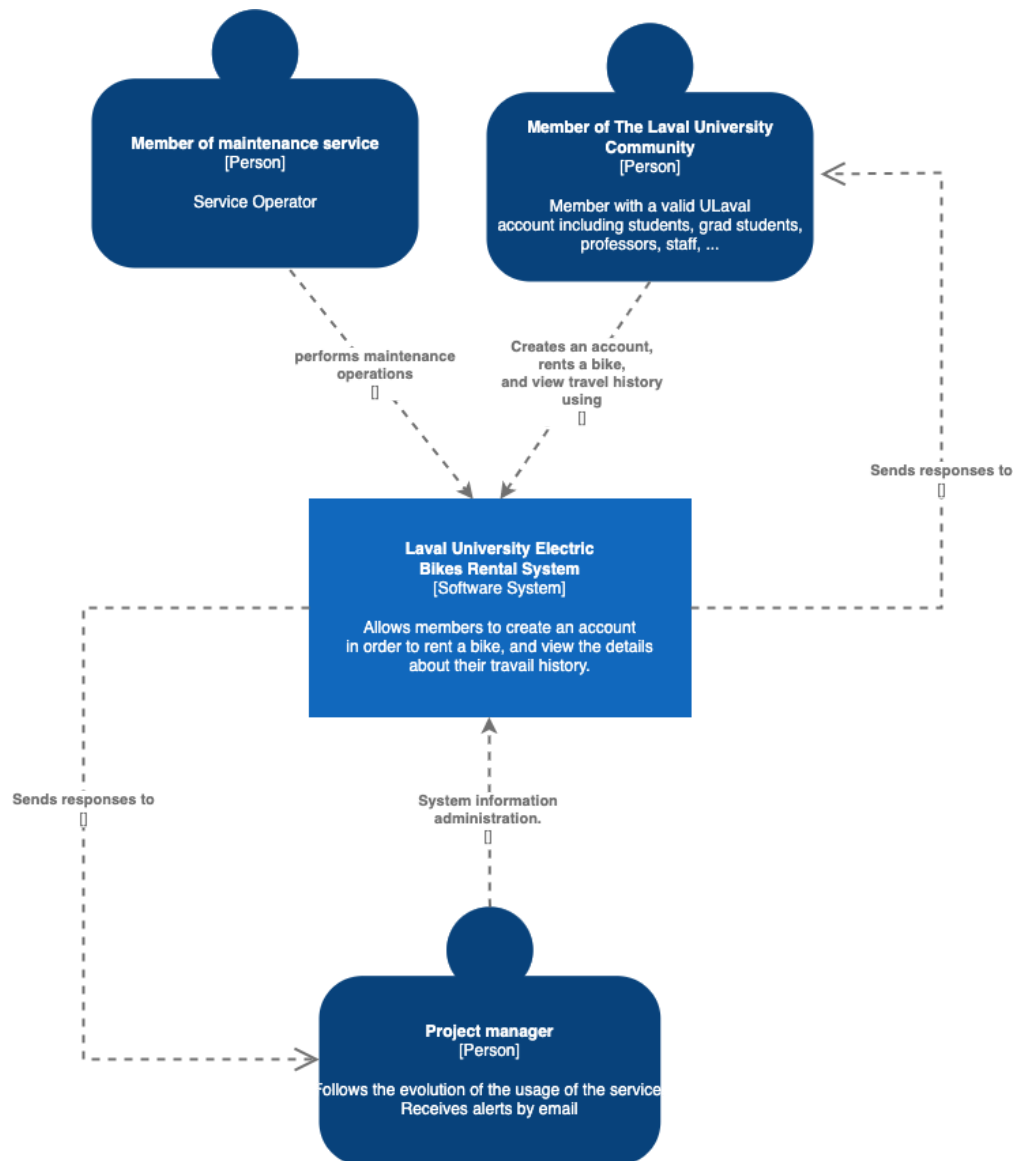 Member of maintenance service
[Person]
Service Operator
Member of The Laval University
Community
[Person]
Member with a valid ULaval
account including students, grad students,
professors, staff, ...
performs maintenance
operations
[]
Creates an account,
rents a bike,
and view travel history
using
[]
Sends responses to
[]
Laval University Electric
Bikes Rental System
[Software System]
Allows members to create an account
in order to rent a bike, and view the details
about their travail history.
Sends responses to
[]
System information
administration.
[]
Project manager
[Person]
Follows the evolution of the usage of the service
Receives alerts by email